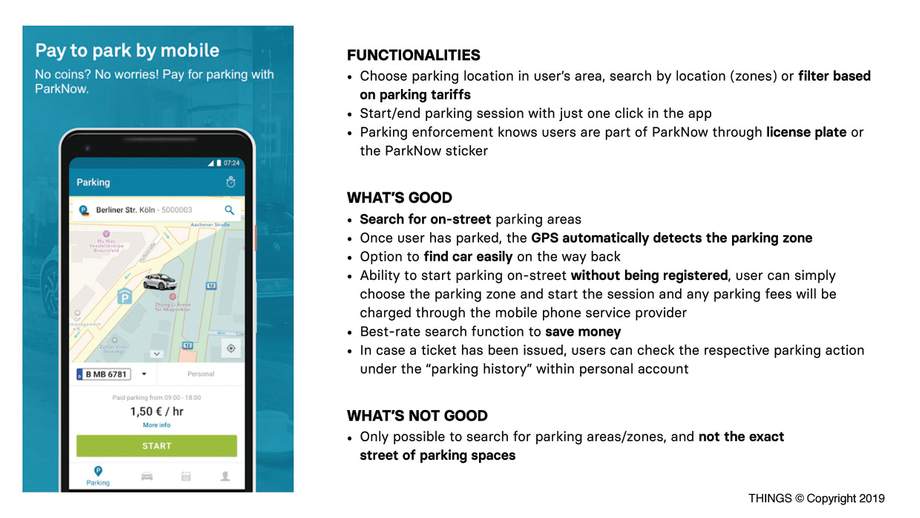 Pay to park by mobile
No coins? No worries! Pay for parking with
ParkNow.
07:24
Parking
Berliner Str. Köln - 5000003
Aachener Straße
P
12
12
B MB 6781
Personal
Paid parking from 09:00 - 18:00
1,50 € / hr
More info
START
Parking
FUNCTIONALITIES
• Choose parking location in user’s area, search by location (zones) or filter based
on parking tariffs
• Start/end parking session with just one click in the app
• Parking enforcement knows users are part of ParkNow through license plate or
the ParkNow sticker
WHAT’S GOOD
• Search for on-street parking areas
• Once user has parked, the GPS automatically detects the parking zone
• Option to find car easily on the way back
• Ability to start parking on-street without being registered, user can simply
choose the parking zone and start the session and any parking fees will be
charged through the mobile phone service provider
• Best-rate search function to save money
• In case a ticket has been issued, users can check the respective parking action
under the “parking history” within personal account
WHAT’S NOT GOOD
• Only possible to search for parking areas/zones, and not the exact
street of parking spaces
THINGS © Copyright 2019